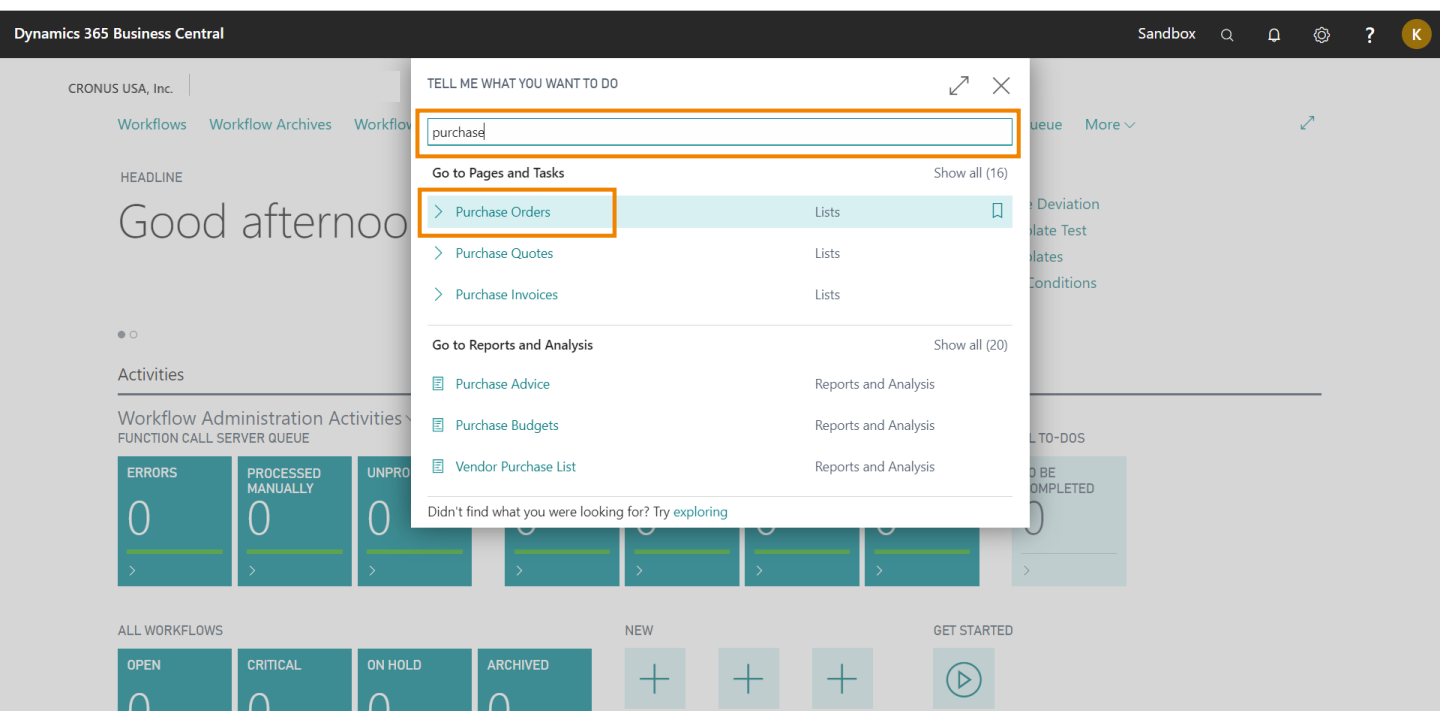 Dynamics 365 Business Central
Sandbox
?
K
CRONUS USA, Inc.
Workflows Workflow Archives
More
TELL ME WHAT YOU WANT TO DO
purchase
Go to Pages and Tasks Show all (16)
Purchase Orders Lists
Purchase Quotes Lists
Purchase Invoices Lists
Go to Reports and Analysis Show all (20)
Purchase Advice Reports and Analysis
Purchase Budgets Reports and Analysis
Vendor Purchase List Reports and Analysis
Didn't find what you were looking for? Try exploring
HEADLINE
Good afternoo
Deviation
Test
Conditions
Activities
Workflow Administration Activities
FUNCTION CALL SERVER QUEUE
TO-DOS
ERRORS
0
PROCESSED
MANUALLY
0
UNPRO
0
BE
COMPLETED
0
ALL WORKFLOWS
OPEN
0
CRITICAL
0
ON HOLD
0
ARCHIVED
0
NEW
GET STARTED